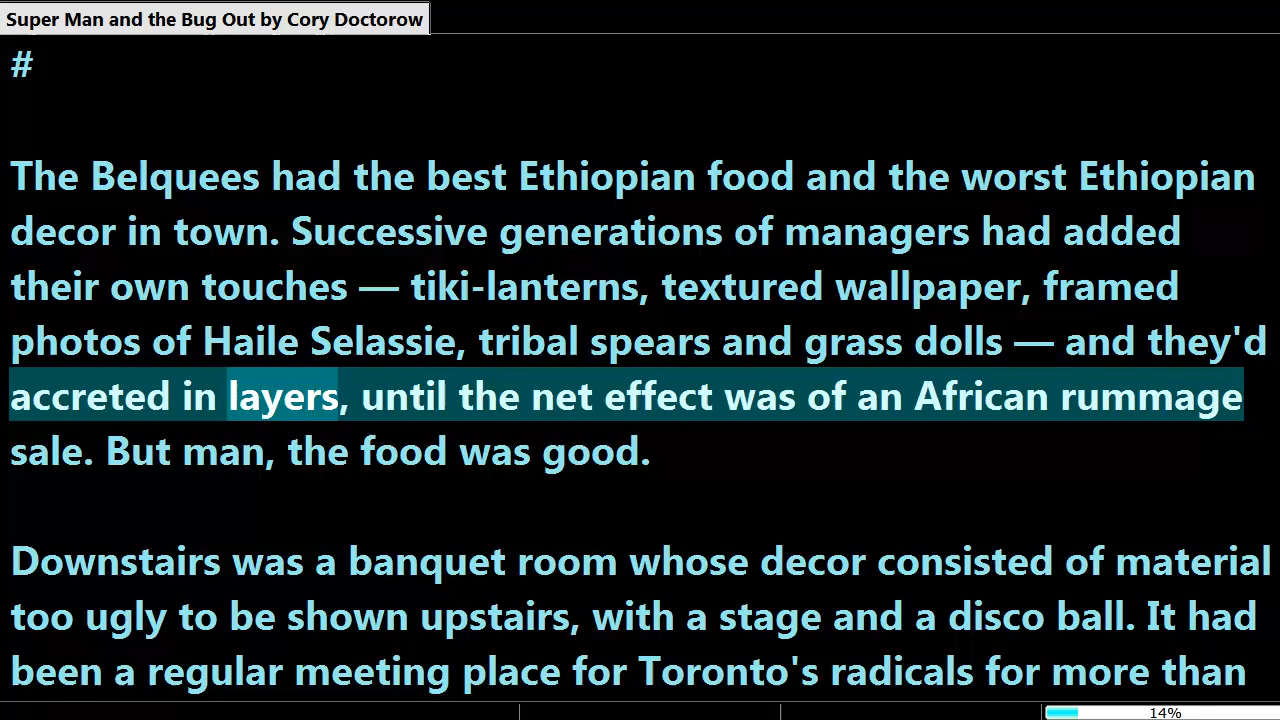 Super Man and the Bug Out by Cory Doctorow
#
The Belquees had the best Ethiopian food and the worst Ethiopian
decor in town. Successive generations of managers had added
their own touches — tiki-lanterns, textured wallpaper, framed
photos of Haile Selassie, tribal spears and grass dolls — and they'd
accreted in layers, until the net effect was of an African rummage
sale. But man, the food was good.
Downstairs was a banquet room whose decor consisted of material
too ugly to be shown upstairs, with a stage and a disco ball. It had
been a regular meeting place for Toronto's radicals for more than
14%